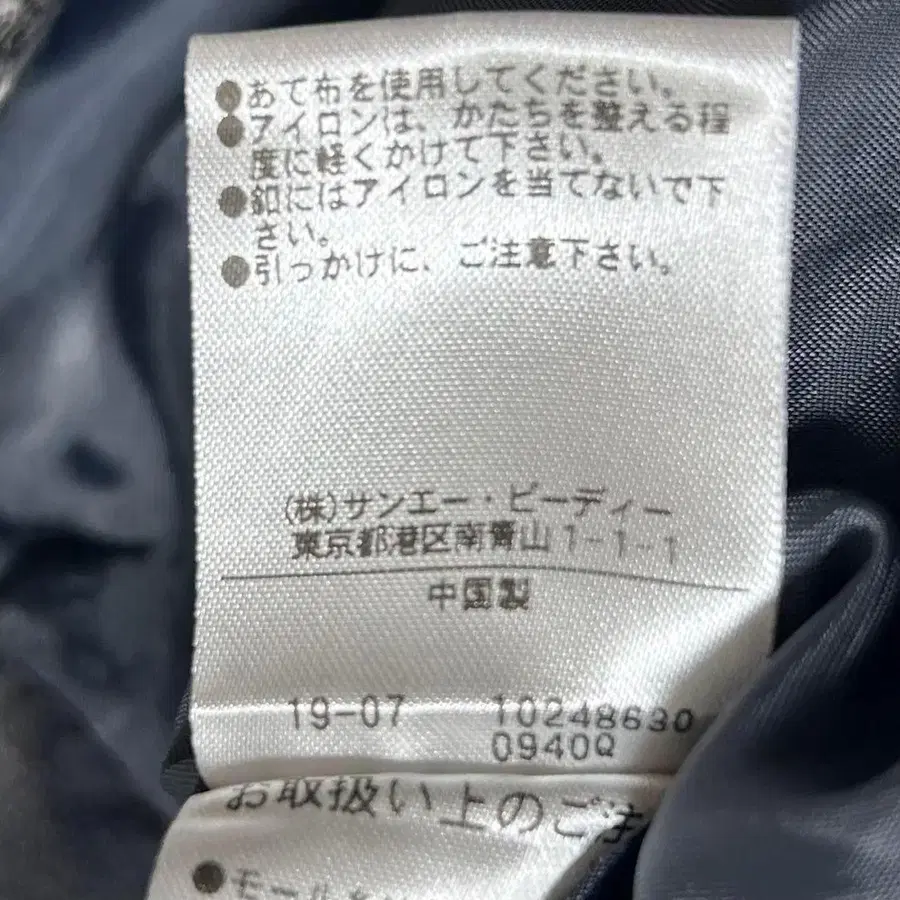 ●あて布を使用してください。
●アイロンは、かたちを整える程
度に軽くかけて下さい。
●釦にはアイロンを当てないで下
さい。
●引っかけに、ご注意下さい。
(株)サンエー・ビーディー
東京都港区南青山1-1-1
中国製
19-07 10248630
0940Q
お取扱い上のご注
●モールを